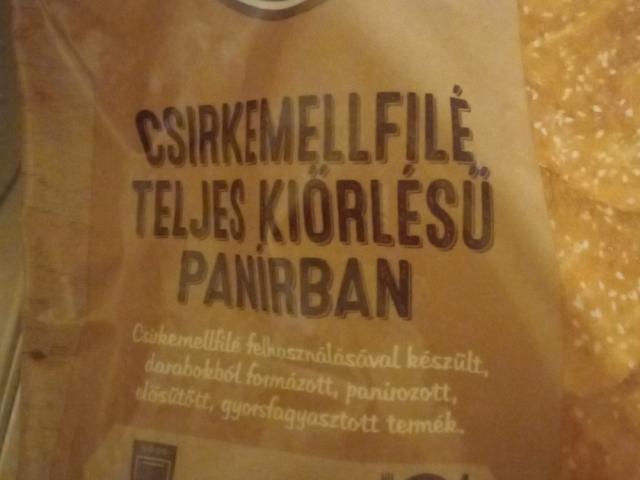 CSIRKEMELLFILÉ
TELJES KIŐRLÉSŰ
PANÍRBAN
Csirkemellfilé felhasználásával készült,
darabokból formázott, panírozott,
elősütött, gyorsfagyasztott termék.